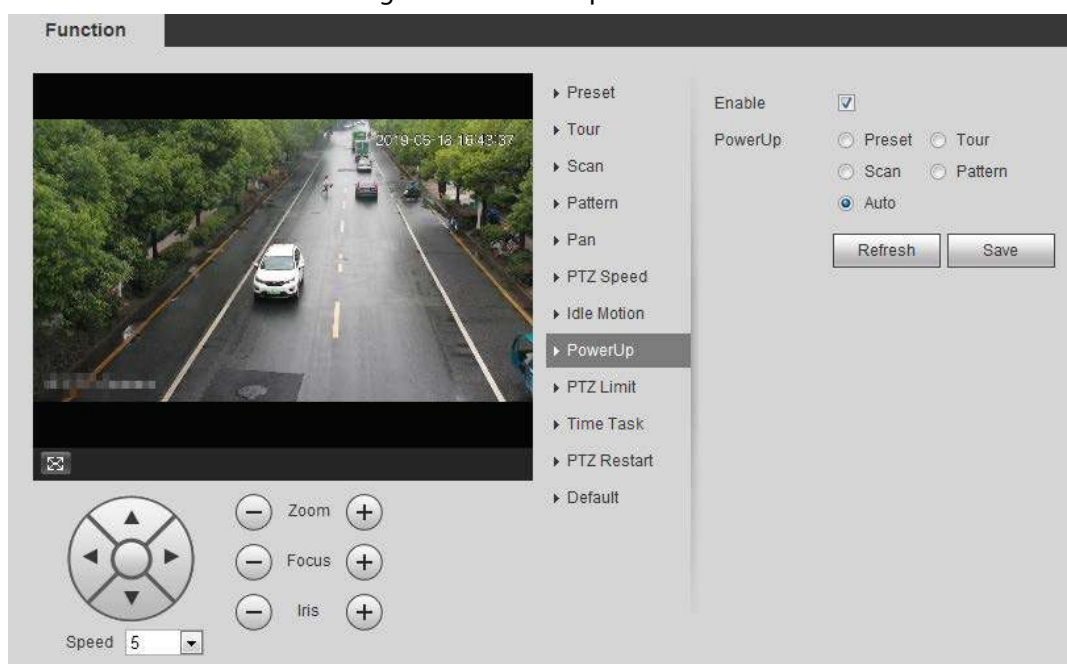 Function
2019-05-18 16:43:37
Preset
Tour
Scan
Pattern
Pan
PTZ Speed
Idle Motion
PowerUp
PTZ Limit
Time Task
PTZ Restart
Default
Enable
PowerUp
Preset Tour
Scan Pattern
Auto
Refresh Save
Zoom
Focus
Iris
Speed 5